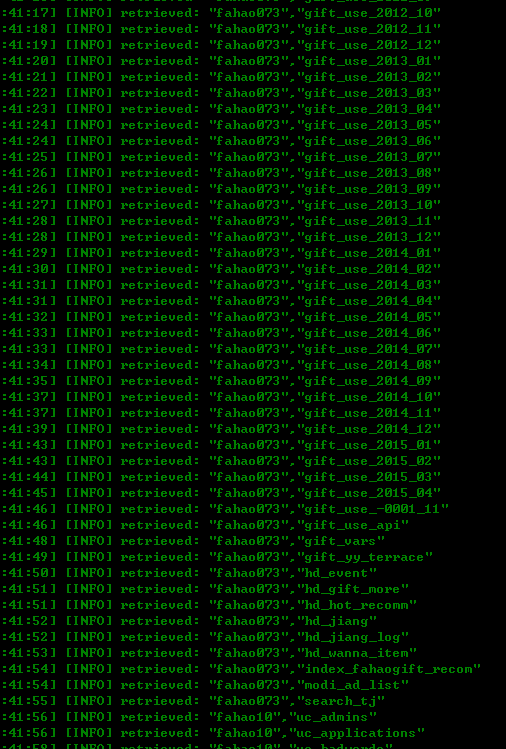 :41:17] [INFO] retrieved: "fahao073","gift_use_2012_10"
:41:18] [INFO] retrieved: "fahao073","gift_use_2012_11"
:41:19] [INFO] retrieved: "fahao073","gift_use_2012_12"
:41:20] [INFO] retrieved: "fahao073","gift_use_2013_01"
:41:21] [INFO] retrieved: "fahao073","gift_use_2013_02"
:41:22] [INFO] retrieved: "fahao073","gift_use_2013_03"
:41:23] [INFO] retrieved: "fahao073","gift_use_2013_04"
:41:24] [INFO] retrieved: "fahao073","gift_use_2013_05"
:41:24] [INFO] retrieved: "fahao073","gift_use_2013_06"
:41:25] [INFO] retrieved: "fahao073","gift_use_2013_07"
:41:26] [INFO] retrieved: "fahao073","gift_use_2013_08"
:41:26] [INFO] retrieved: "fahao073","gift_use_2013_09"
:41:27] [INFO] retrieved: "fahao073","gift_use_2013_10"
:41:28] [INFO] retrieved: "fahao073","gift_use_2013_11"
:41:28] [INFO] retrieved: "fahao073","gift_use_2013_12"
:41:29] [INFO] retrieved: "fahao073","gift_use_2014_01"
:41:30] [INFO] retrieved: "fahao073","gift_use_2014_02"
:41:31] [INFO] retrieved: "fahao073","gift_use_2014_03"
:41:31] [INFO] retrieved: "fahao073","gift_use_2014_04"
:41:32] [INFO] retrieved: "fahao073","gift_use_2014_05"
:41:33] [INFO] retrieved: "fahao073","gift_use_2014_06"
:41:33] [INFO] retrieved: "fahao073","gift_use_2014_07"
:41:34] [INFO] retrieved: "fahao073","gift_use_2014_08"
:41:35] [INFO] retrieved: "fahao073","gift_use_2014_09"
:41:37] [INFO] retrieved: "fahao073","gift_use_2014_10"
:41:37] [INFO] retrieved: "fahao073","gift_use_2014_11"
:41:39] [INFO] retrieved: "fahao073","gift_use_2014_12"
:41:43] [INFO] retrieved: "fahao073","gift_use_2015_01"
:41:43] [INFO] retrieved: "fahao073","gift_use_2015_02"
:41:44] [INFO] retrieved: "fahao073","gift_use_2015_03"
:41:45] [INFO] retrieved: "fahao073","gift_use_2015_04"
:41:46] [INFO] retrieved: "fahao073","gift_use_-0001_11"
:41:46] [INFO] retrieved: "fahao073","gift_use_api"
:41:48] [INFO] retrieved: "fahao073","gift_vars"
:41:49] [INFO] retrieved: "fahao073","gift_yy_terrace"
:41:50] [INFO] retrieved: "fahao073","hd_event"
:41:51] [INFO] retrieved: "fahao073","hd_gift_more"
:41:51] [INFO] retrieved: "fahao073","hd_hot_recomm"
:41:52] [INFO] retrieved: "fahao073","hd_jiang"
:41:52] [INFO] retrieved: "fahao073","hd_jiang_log"
:41:53] [INFO] retrieved: "fahao073","hd_wanna_item"
:41:54] [INFO] retrieved: "fahao073","index_fahaogift_recom"
:41:54] [INFO] retrieved: "fahao073","modi_ad_list"
:41:55] [INFO] retrieved: "fahao073","search_tj"
:41:56] [INFO] retrieved: "fahao10","uc_admins"
:41:56] [INFO] retrieved: "fahao10","uc_applications"
:41:58] [INFO] retrieved: "fahao10",